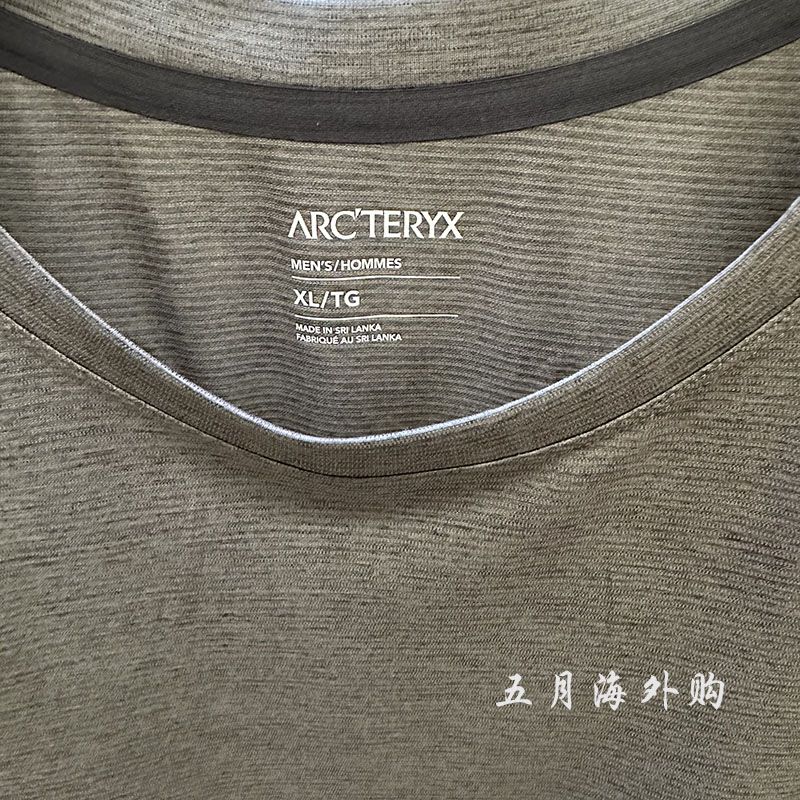 ARC'TERYX
MEN'S/HOMMES
XL/TG
MADE IN SRI LANKA
FABRIQUÉ AU SRI LANKA
五月海外购